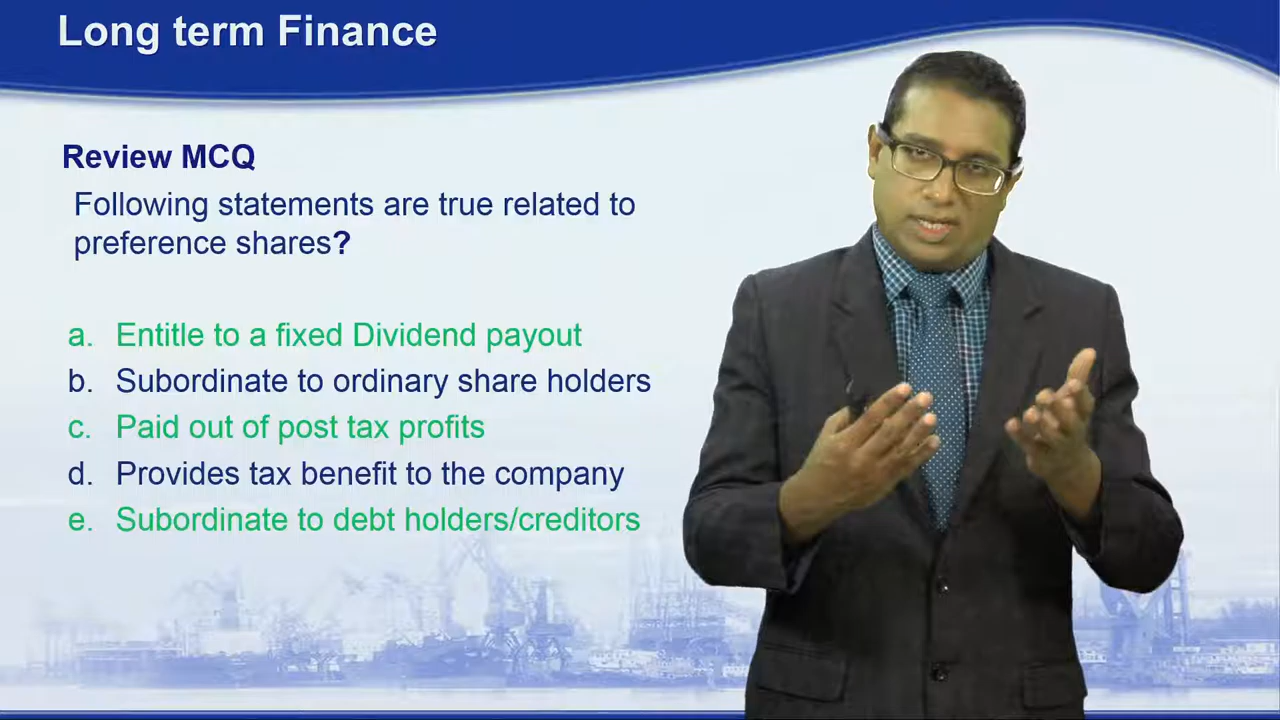 Long term Finance
Review MCQ
Following statements are true related to
preference shares?
a. Entitle to a fixed Dividend payout
b. Subordinate to ordinary share holders
c. Paid out of post tax profits
d. Provides tax benefit to the company
e. Subordinate to debt holders/creditors